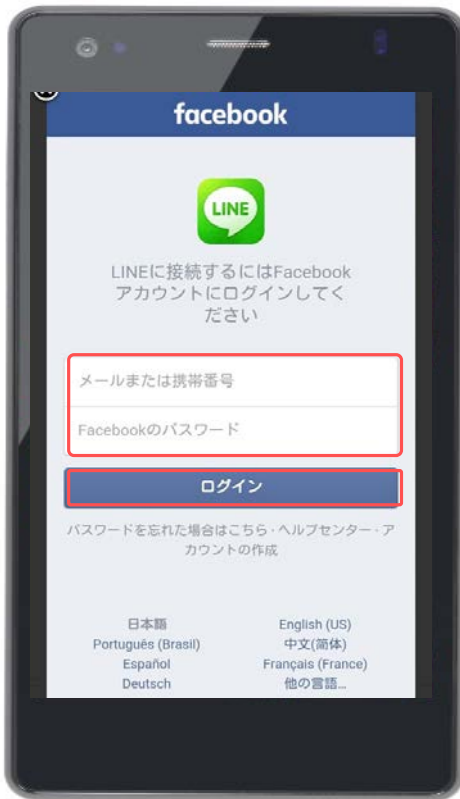 facebook
LINE
LINEに接続するにはFacebook
アカウントにログインしてく
ださい
メールまたは携帯番号
Facebookのパスワード
ログイン
パスワードを忘れた場合はこちら・ヘルプセンター・ア
カウントの作成
日本語 English (US)
Português (Brasil) 中文(简体)
Español Français (France)
Deutsch 他の言語...